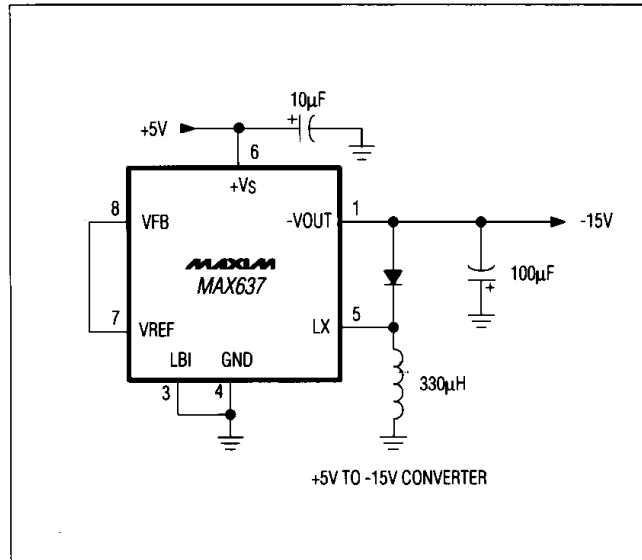 10µF
+
+5V
6
+VS
8 VFB -VOUT 1 -15V
MAXIM
MAX637
100µF
+
7 VREF LX 5
LBI GND
3 4
330µH
+5V TO -15V CONVERTER